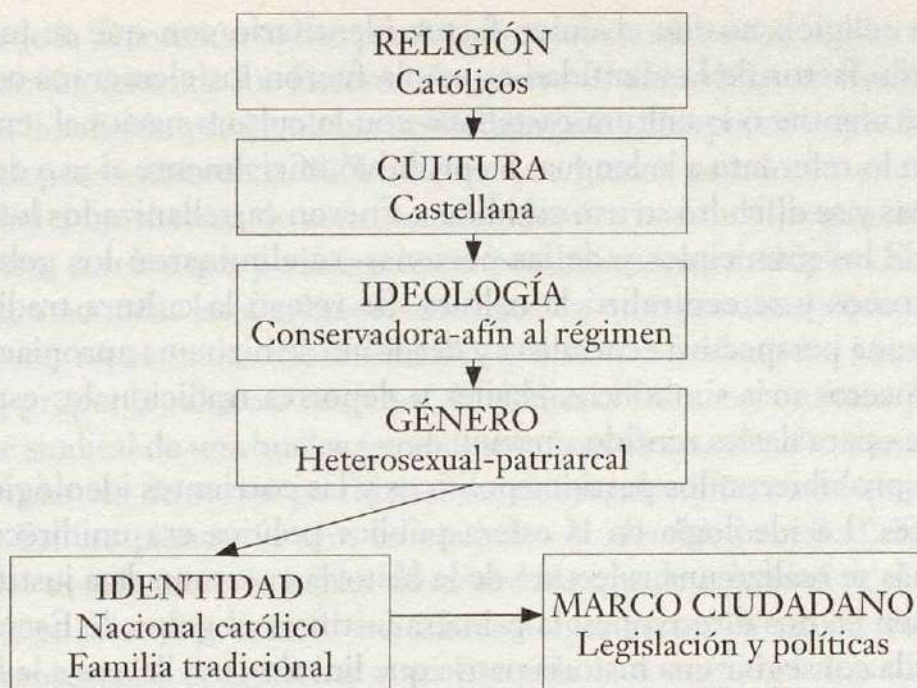 RELIGIÓN
Católicos
CULTURA
Castellana
IDEOLOGÍA
Conservadora-afín al régimen
GÉNERO
Heterosexual-patriarcal
IDENTIDAD
Nacional católico
Familia tradicional
MARCO CIUDADANO
Legislación y políticas